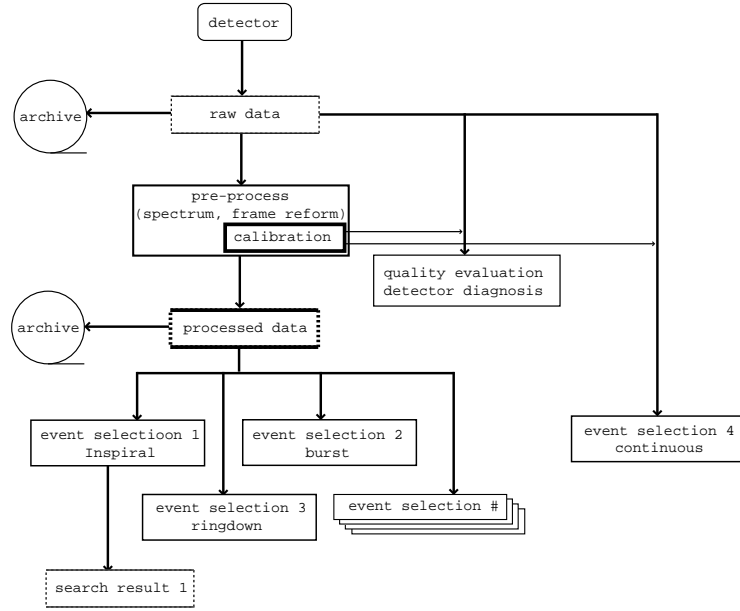 detector
archive
raw data
pre-process
(spectrum, frame reform)
calibration
quality evaluation
detector diagnosis
archive
processed data
event selectioon 1
Inspiral
event selection 2
burst
event selection 4
continuous
event selection 3
ringdown
event selection #
search result 1